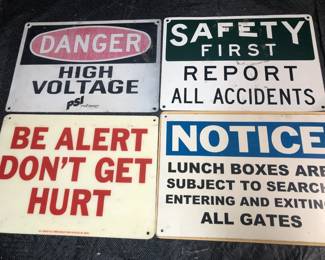 DANGER
HIGH
VOLTAGE
psi
SAFETY
FIRST
REPORT
ALL ACCIDENTS
BE ALERT
DON'T GET
HURT
NOTICE
LUNCH BOXES ARE
SUBJECT TO SEARCH
ENTERING AND EXITING
ALL GATES